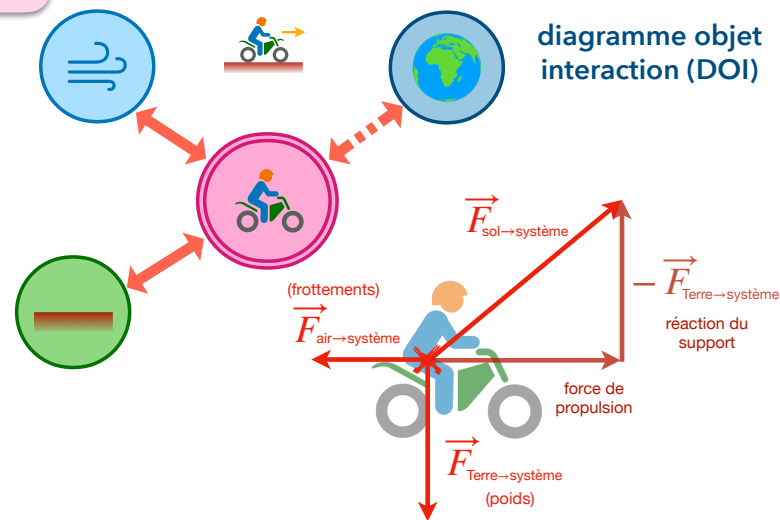 diagramme objet
interaction (DOI)
F sol→système
(frottements)
F air→système
− F Terre→système
réaction du
support
force de
propulsion
F Terre→système
(poids)